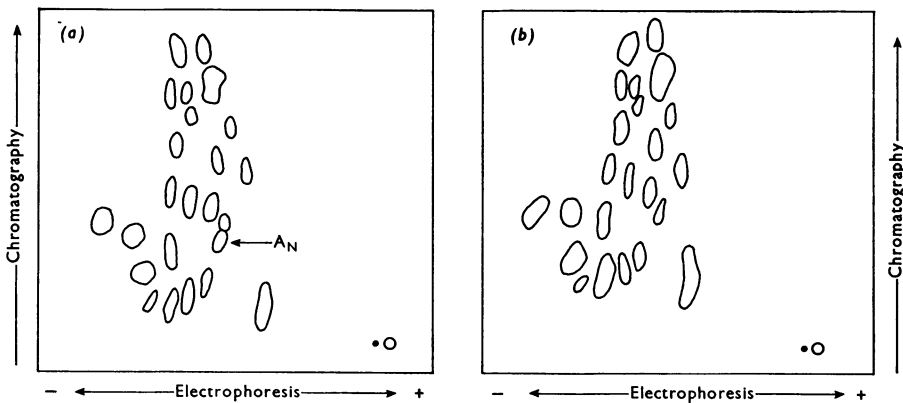 (a)
(b)
Chromatography
Chromatography
A_N
− Electrophoresis +
− Electrophoresis +